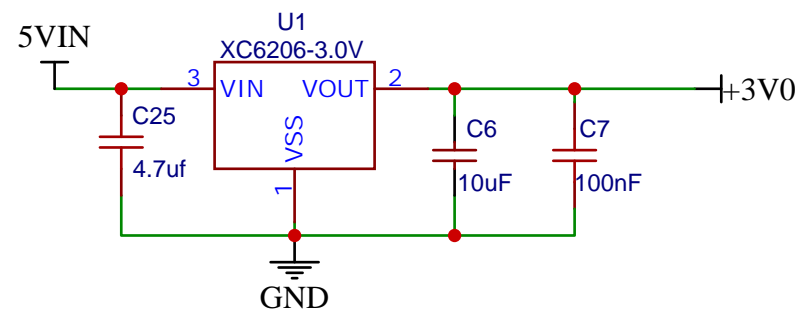 U1
5VIN
XC6206-3.0V
3
VIN
VOUT
2
+3V0
C25
VSS
C6
C7
4.7uf
10uF
100nF
1
GND